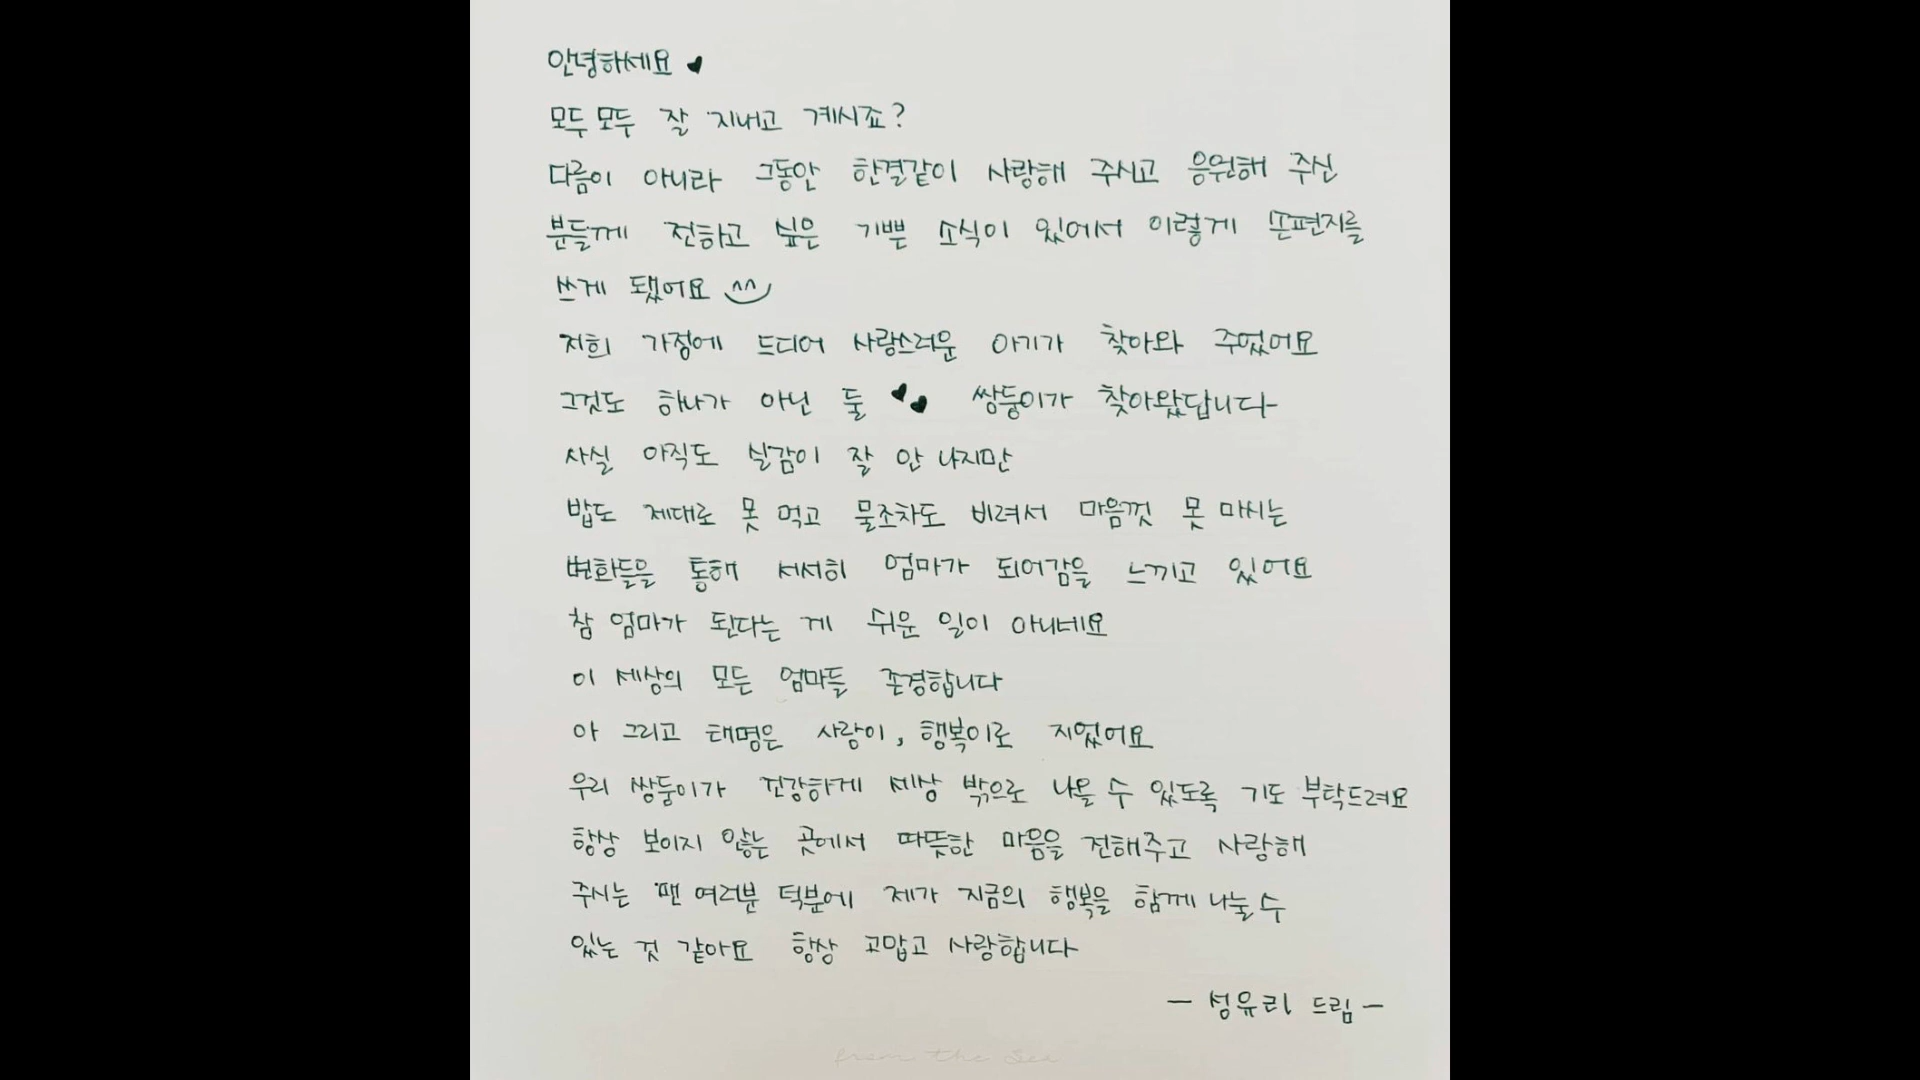 안녕하세요 ♥
모두모두 잘 지내고 계시죠?
다름이 아니라 그동안 한결같이 사랑해 주시고 응원해 주신
분들께 전하고 싶은 기쁜 소식이 있어서 이렇게 손편지를
쓰게 됐어요 ^^
저희 가정에 드디어 사랑스러운 아기가 찾아와 주었어요
그것도 하나가 아닌 둘 ♥♥ 쌍둥이가 찾아왔답니다
사실 아직도 실감이 잘 안 나지만
밥도 제대로 못 먹고 물조차도 비려서 마음껏 못 마시는
변화들을 통해 서서히 엄마가 되어감을 느끼고 있어요
참 엄마가 된다는 게 쉬운 일이 아니네요
이 세상의 모든 엄마들 존경합니다
아 그리고 태명은 사랑이, 행복이로 지었어요
우리 쌍둥이가 건강하게 세상 밖으로 나올 수 있도록 기도 부탁드려요
항상 보이지 않는 곳에서 따뜻한 마음을 전해주고 사랑해
주시는 팬 여러분 덕분에 제가 지금의 행복을 함께 나눌 수
있는 것 같아요 항상 고맙고 사랑합니다
- 성유리 드림 -
from the Sea